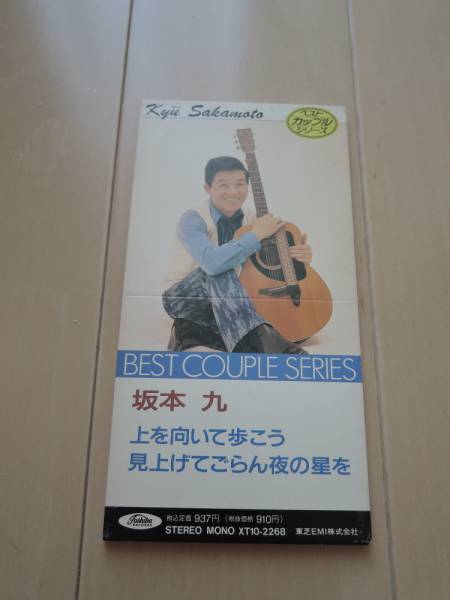 Kyū Sakamoto
ベスト
カップル
シリーズ
BEST COUPLE SERIES
坂本 九
上を向いて歩こう
見上げてごらん夜の星を
Toshiba
RECORDS
税込定価 937円 (税抜価格 910円)
STEREO MONO XT10-2268 東芝EMI株式会社